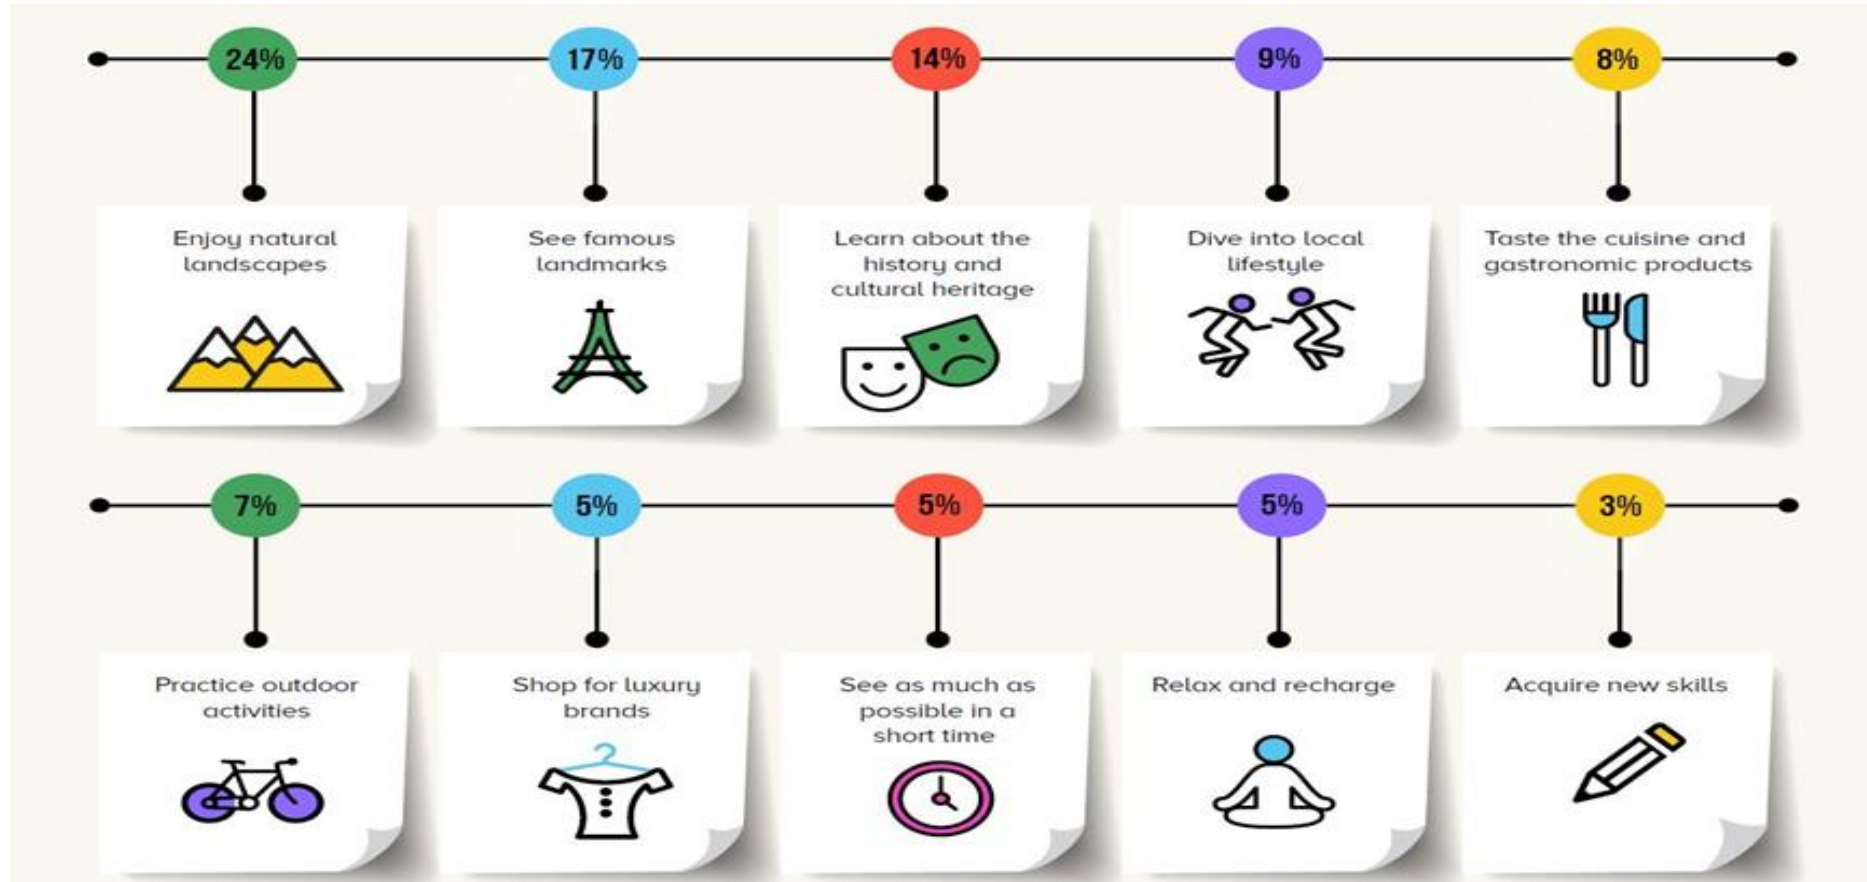 24%
17%
14%
9%
8%
Enjoy natural
landscapes
See famous
landmarks
Learn about the
history and
cultural heritage
Dive into local
lifestyle
Taste the cuisine and
gastronomic products
7%
5%
5%
5%
3%
Practice outdoor
activities
Shop for luxury
brands
See as much as
possible in a
short time
Relax and recharge
Acquire new skills